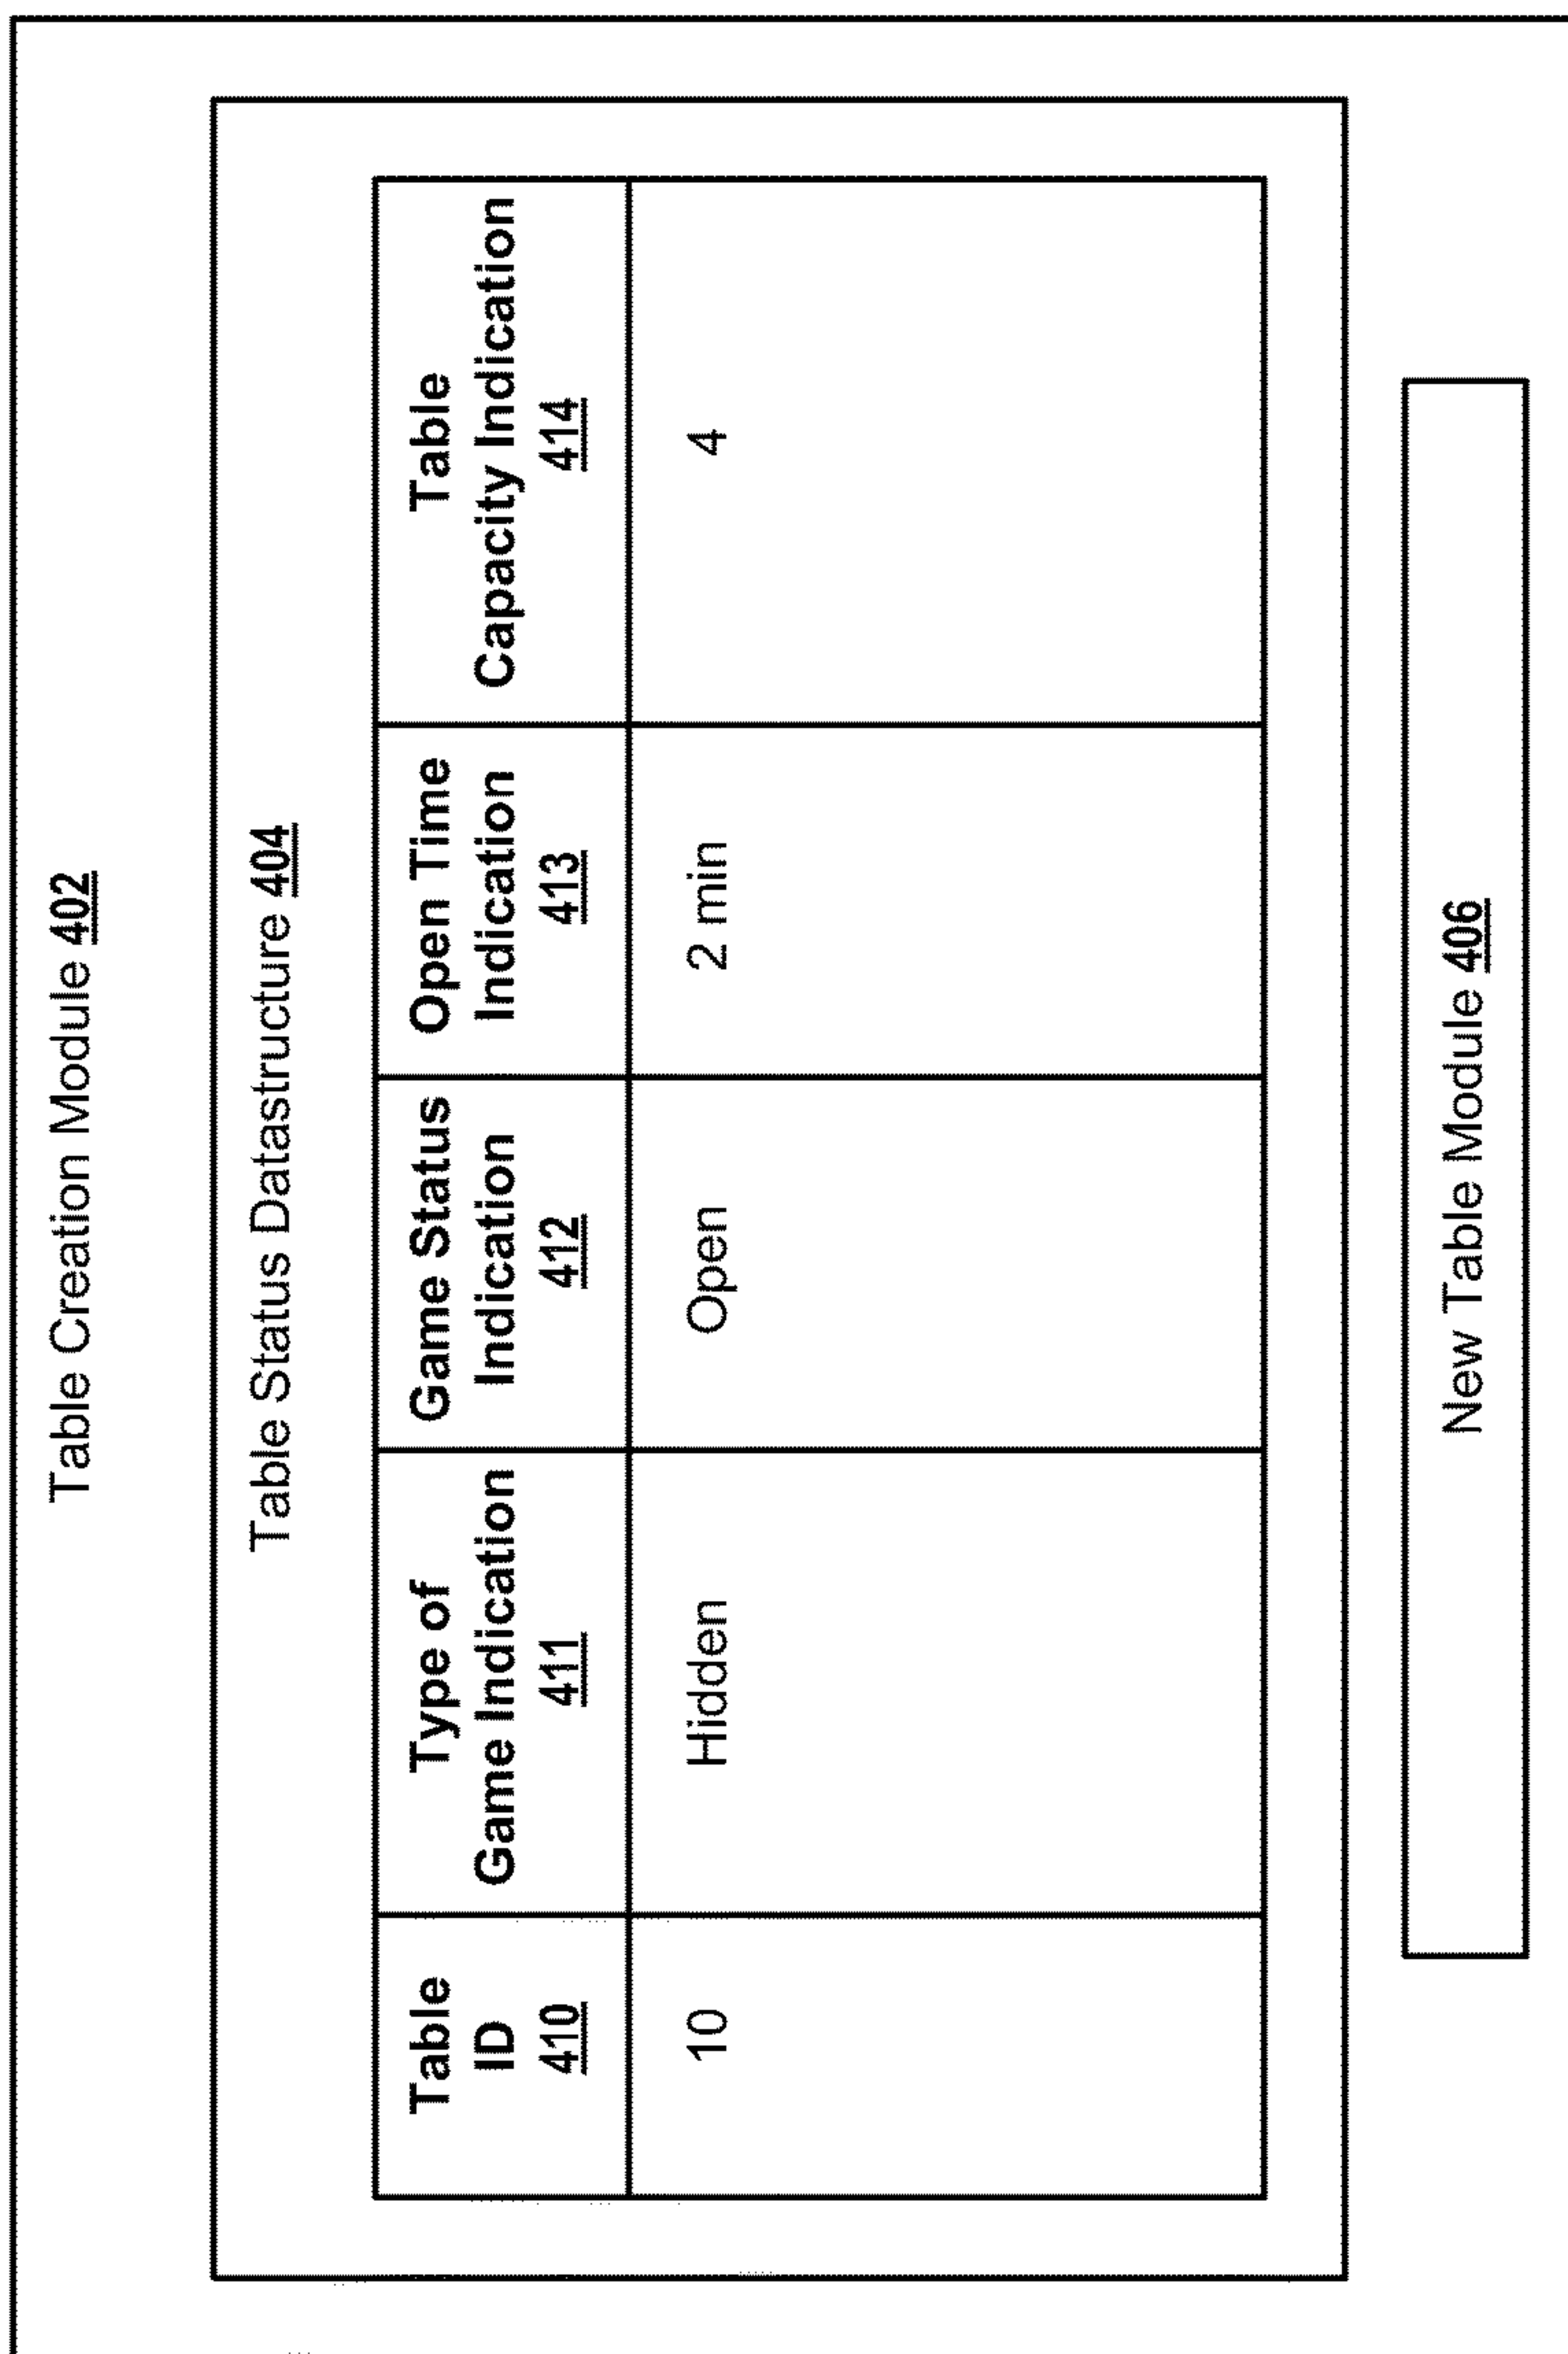 Table Creation Module 402
Table Status Datastructure 404
Table
ID
410
Type of
Game Indication
411
Game Status
Indication
412
Open Time
Indication
413
Table
Capacity Indication
414
10
Hidden
Open
2 min
4
New Table Module 406